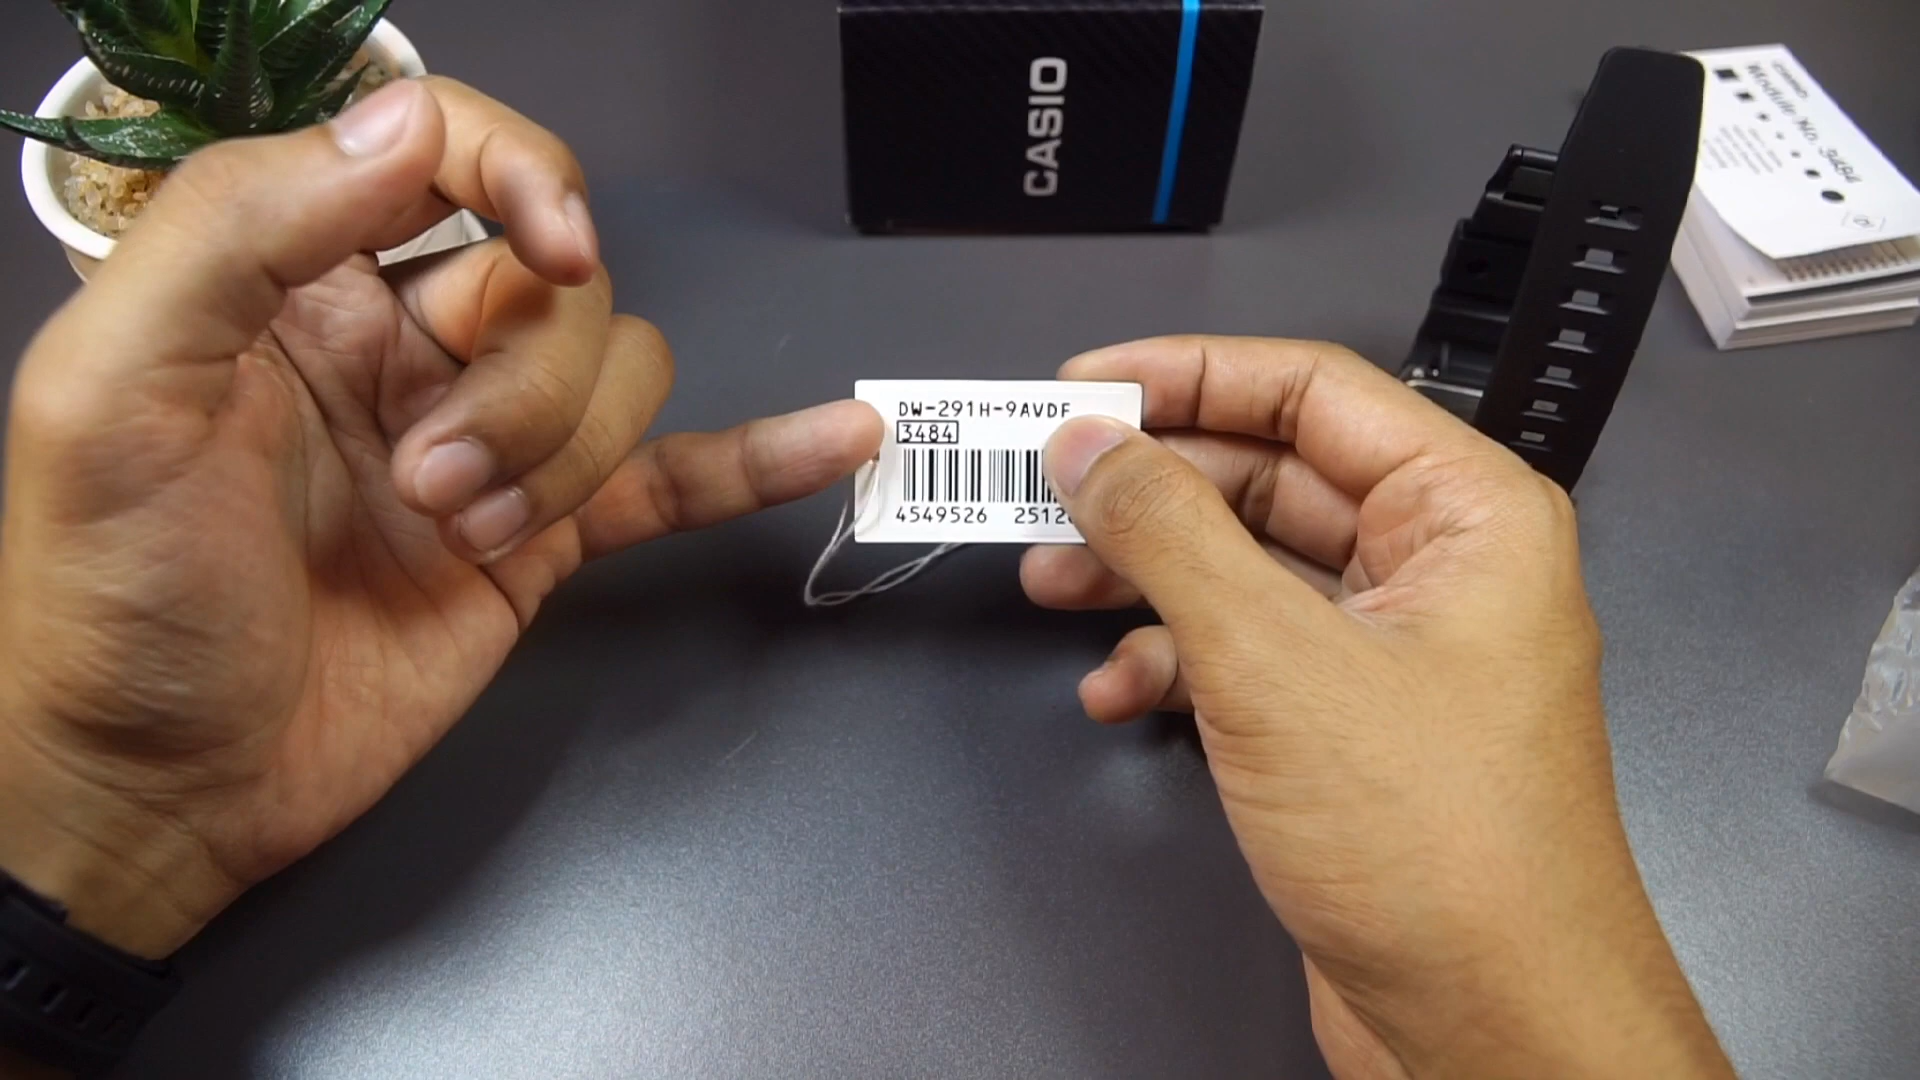 CASIO
Module No. 3484
DW-291H-9AVDF
3484
4549526 2512